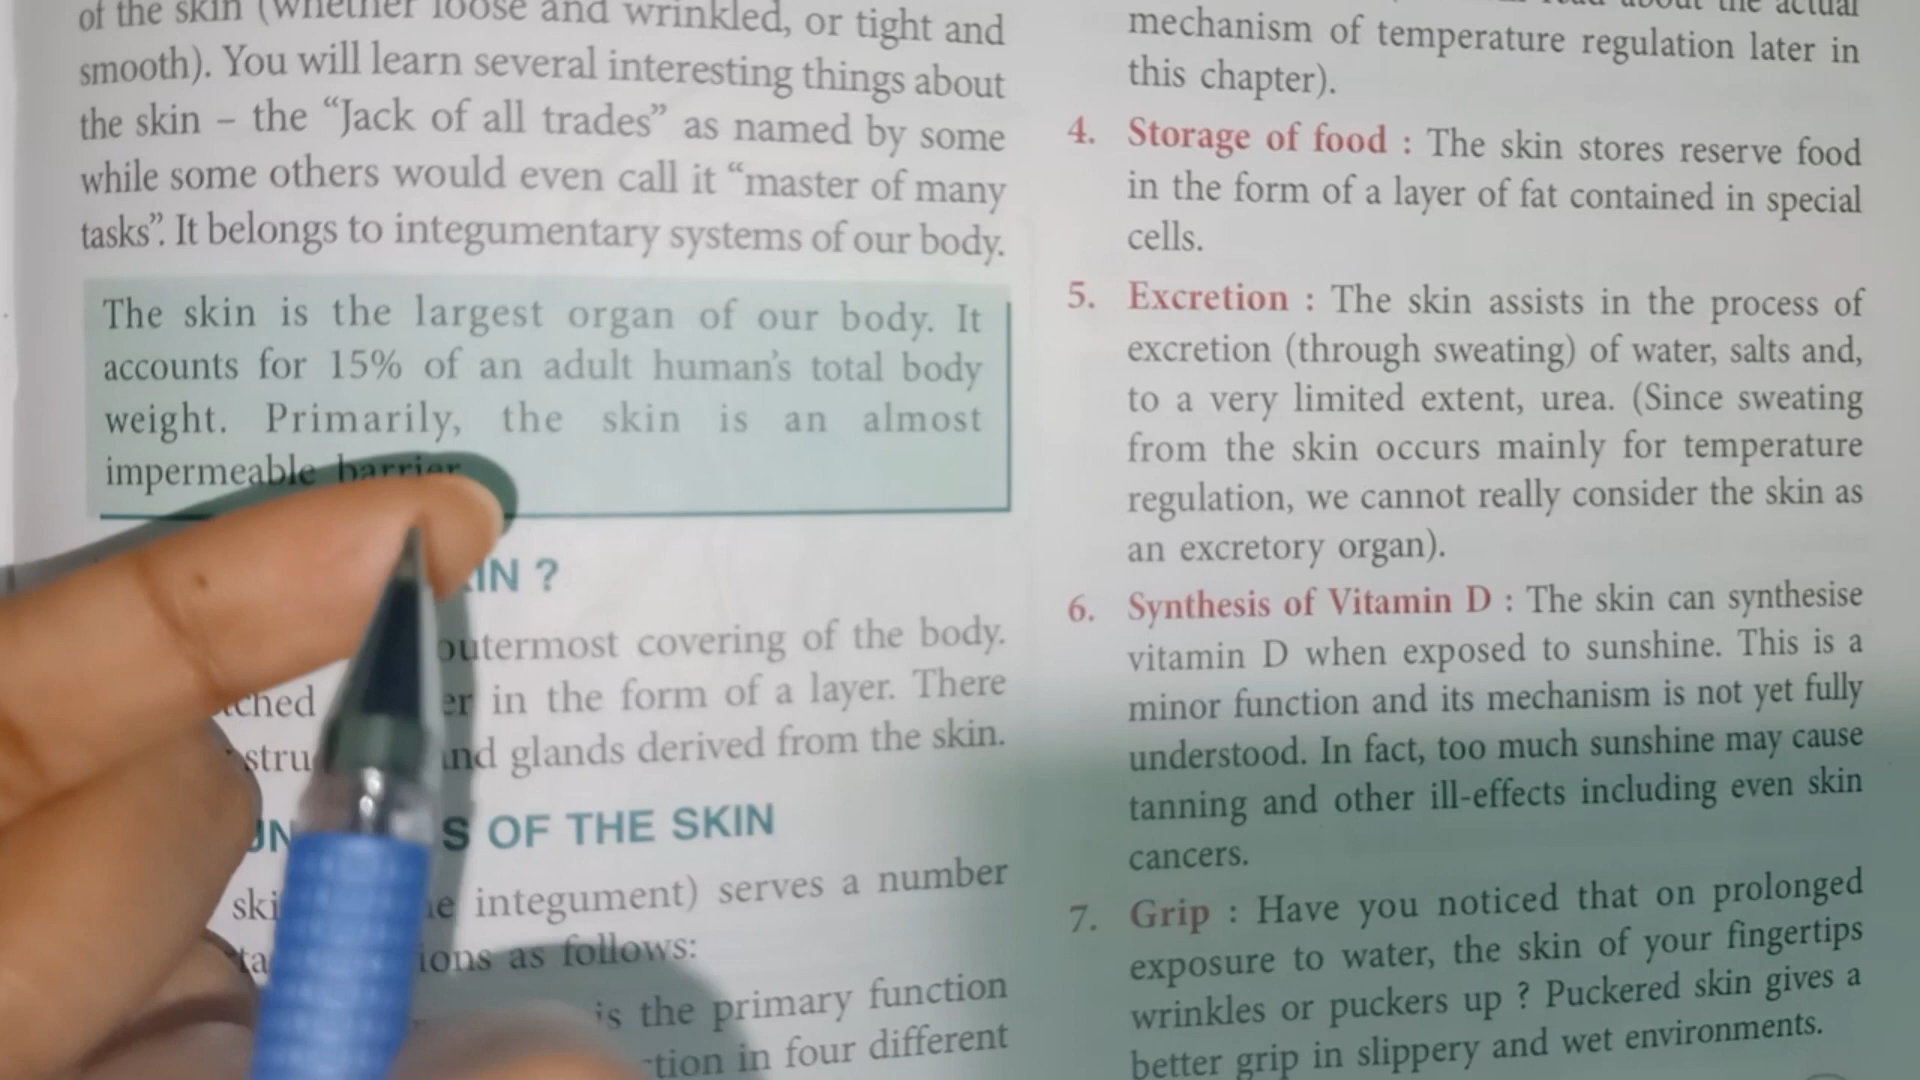 of the skin (whether loose and wrinkled, or tight and
smooth). You will learn several interesting things about
the skin – the “Jack of all trades” as named by some
while some others would even call it “master of many
tasks”. It belongs to integumentary systems of our body.
The skin is the largest organ of our body. It
accounts for 15% of an adult human's total body
weight. Primarily, the skin is an almost
impermeable barrier
IN ?
outermost covering of the body.
in the form of a layer. There
glands derived from the skin.
S OF THE SKIN
integument) serves a number
as follows:
is the primary function
in four different
about the actual
mechanism of temperature regulation later in
this chapter).
4. Storage of food : The skin stores reserve food
in the form of a layer of fat contained in special
cells.
5. Excretion : The skin assists in the process of
excretion (through sweating) of water, salts and,
to a very limited extent, urea. (Since sweating
from the skin occurs mainly for temperature
regulation, we cannot really consider the skin as
an excretory organ).
6. Synthesis of Vitamin D : The skin can synthesise
vitamin D when exposed to sunshine. This is a
minor function and its mechanism is not yet fully
understood. In fact, too much sunshine may cause
tanning and other ill-effects including even skin
cancers.
7. Grip : Have you noticed that on prolonged
exposure to water, the skin of your fingertips
wrinkles or puckers up ? Puckered skin gives a
better grip in slippery and wet environments.